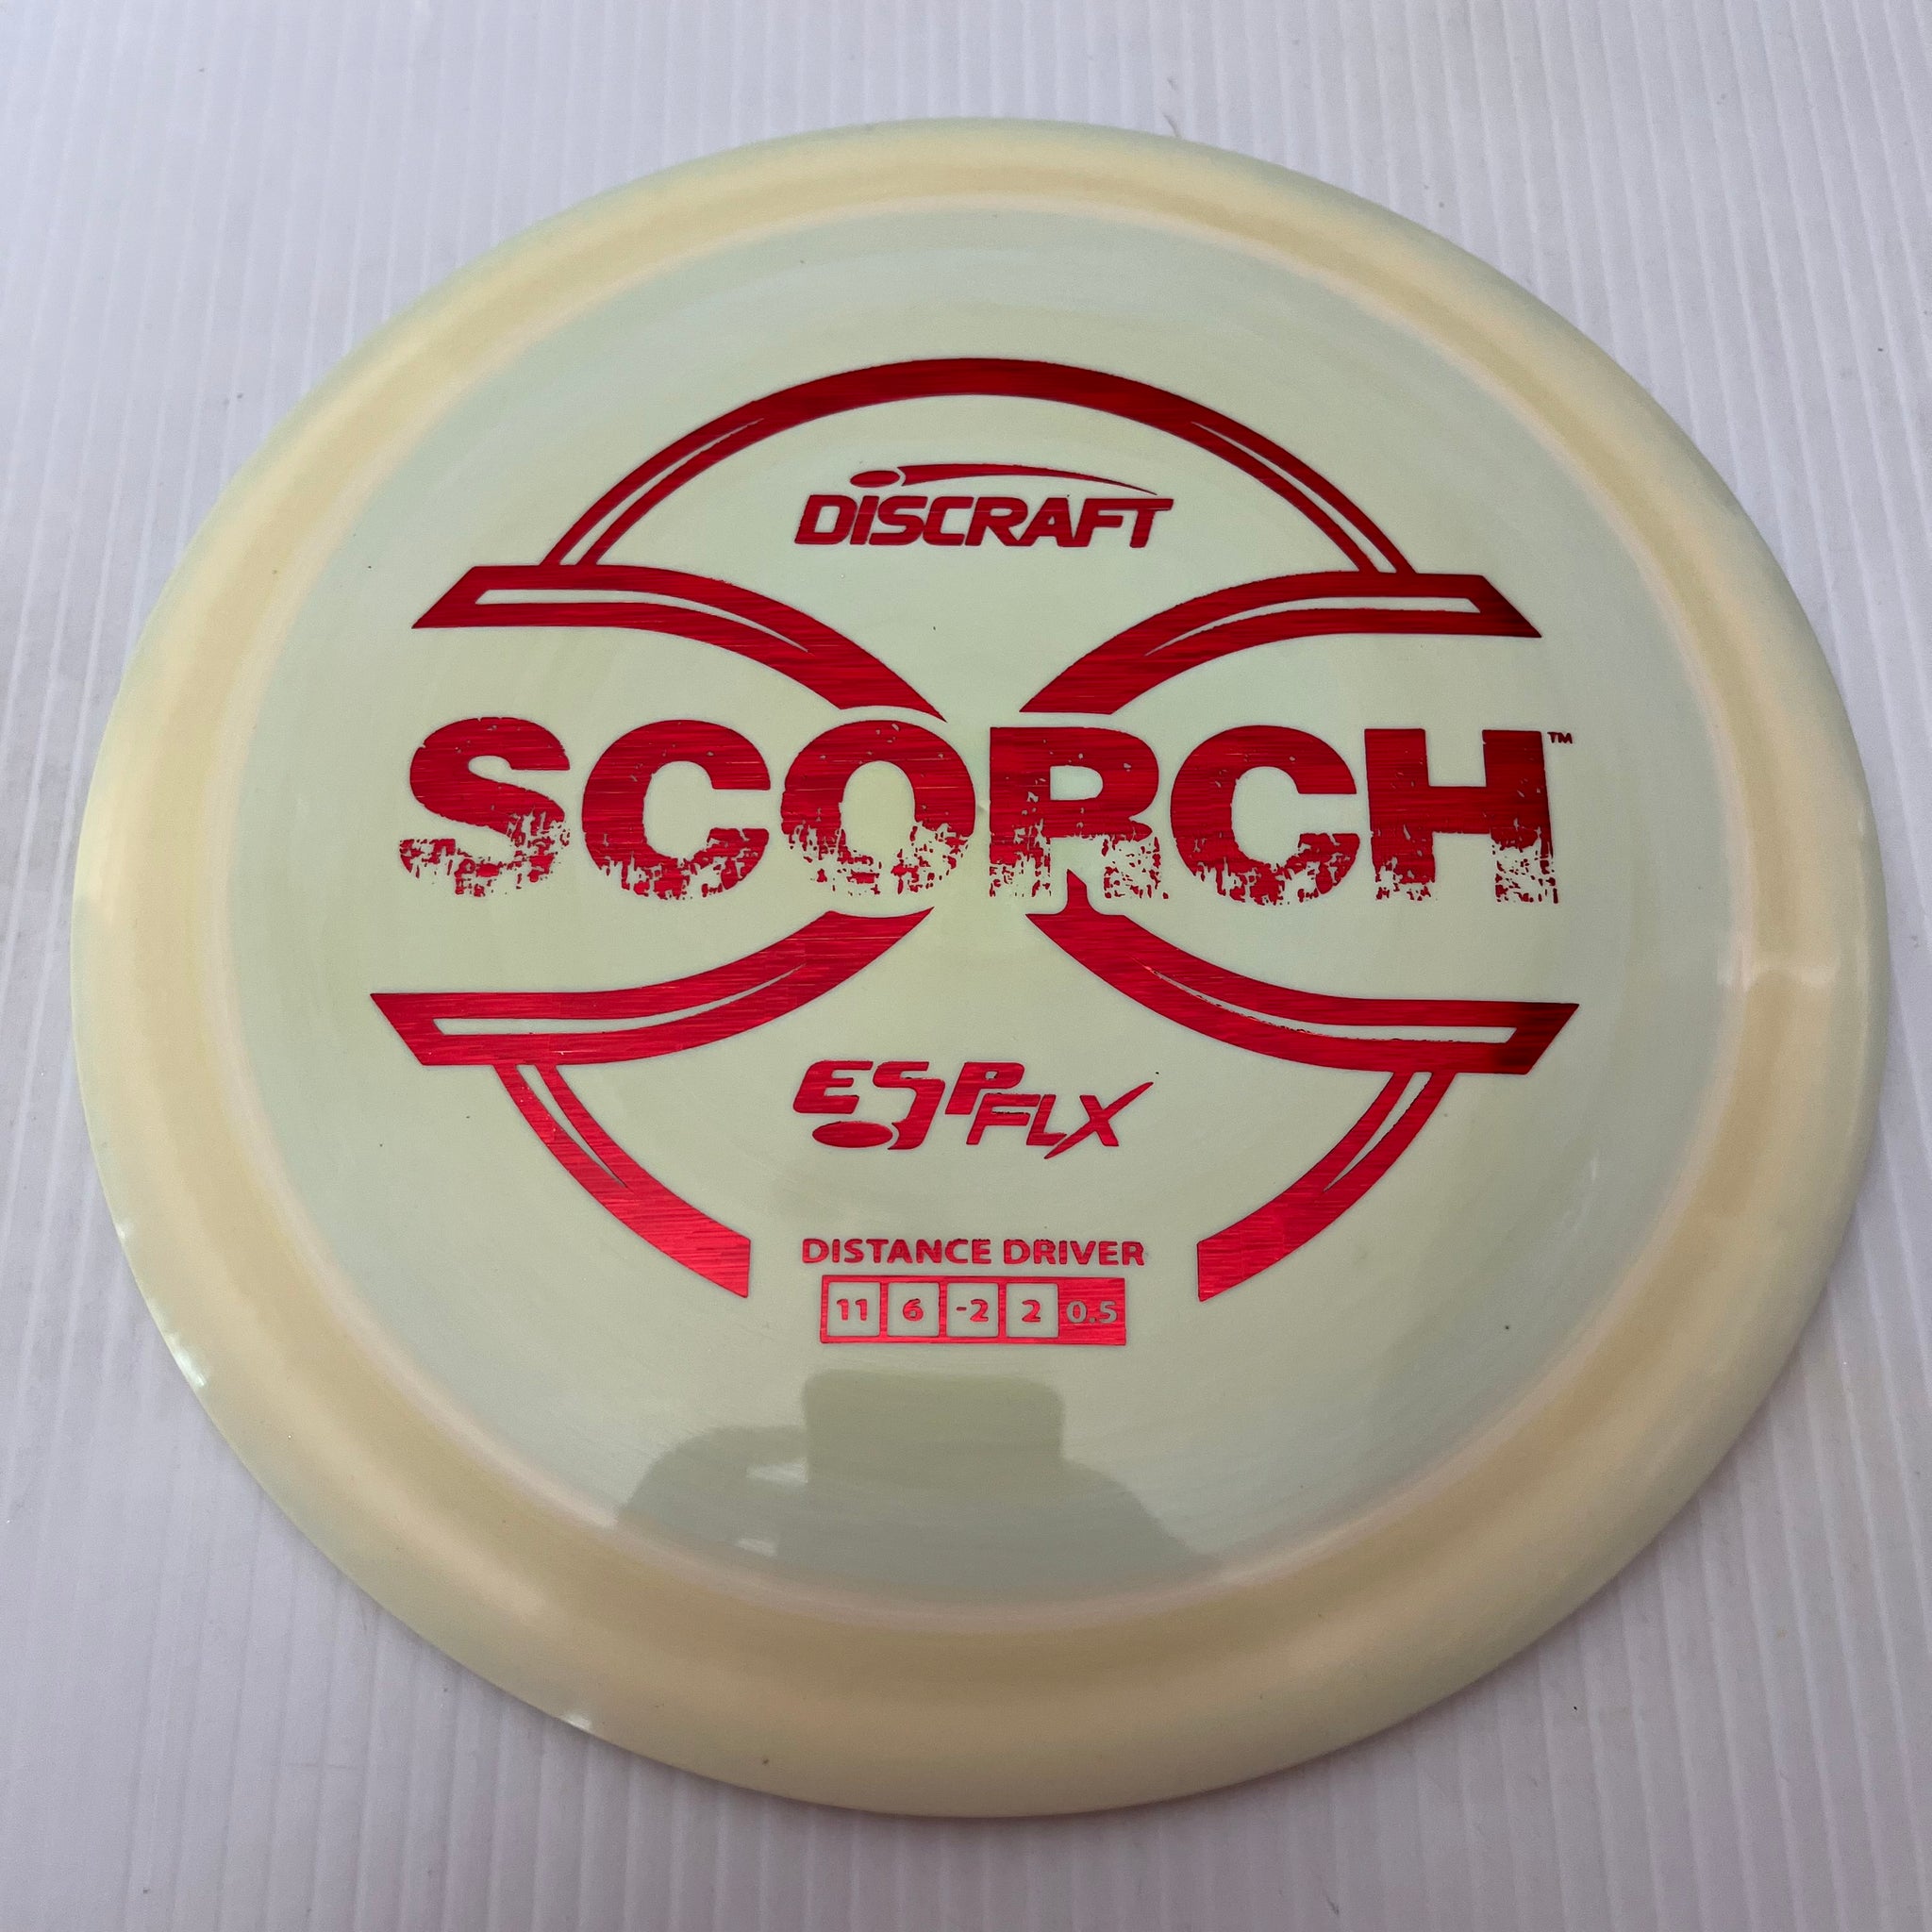 DISCRAFT
SCORCH™
ESP FLX
DISTANCE DRIVER
11 6 -2 2 0.5